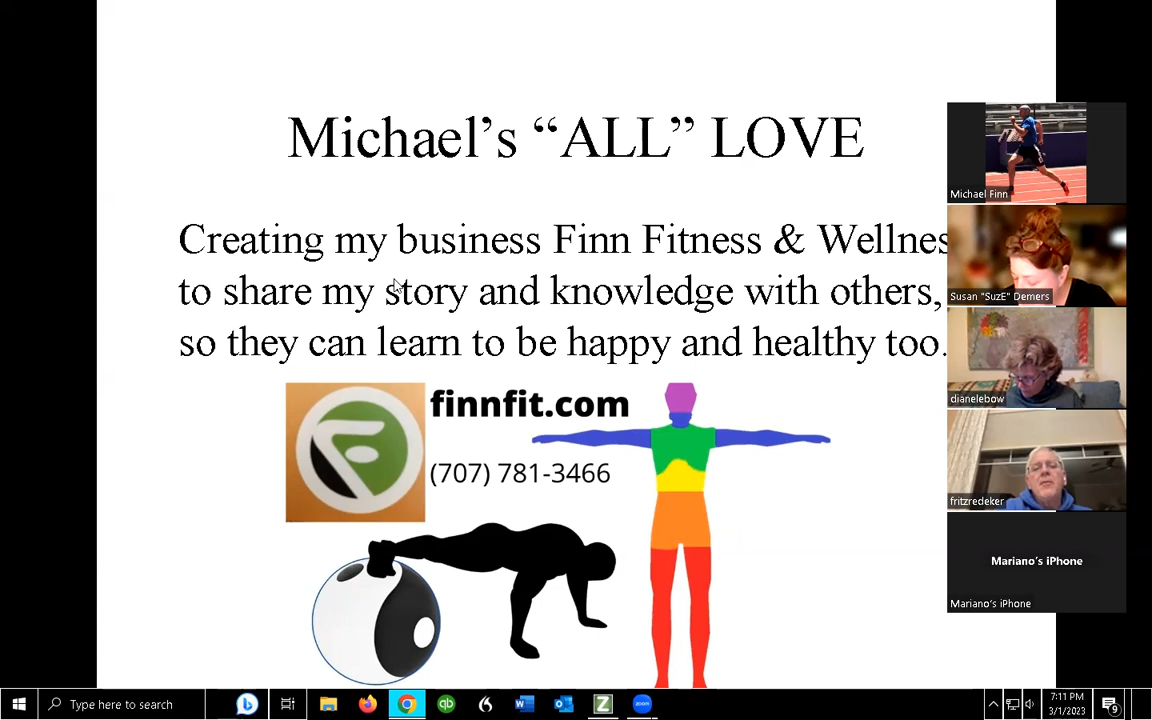 Michael's “ALL” LOVE
Creating my business Finn Fitness & Wellnes
to share my story and knowledge with others,
so they can learn to be happy and healthy too.
finnfit.com
(707) 781-3466
Michael Finn
Susan "SuzE" Demers
dianelebow
fritzredeker
Mariano's iPhone
Mariano's iPhone
Type here to search
7:11 PM
3/1/2023
9